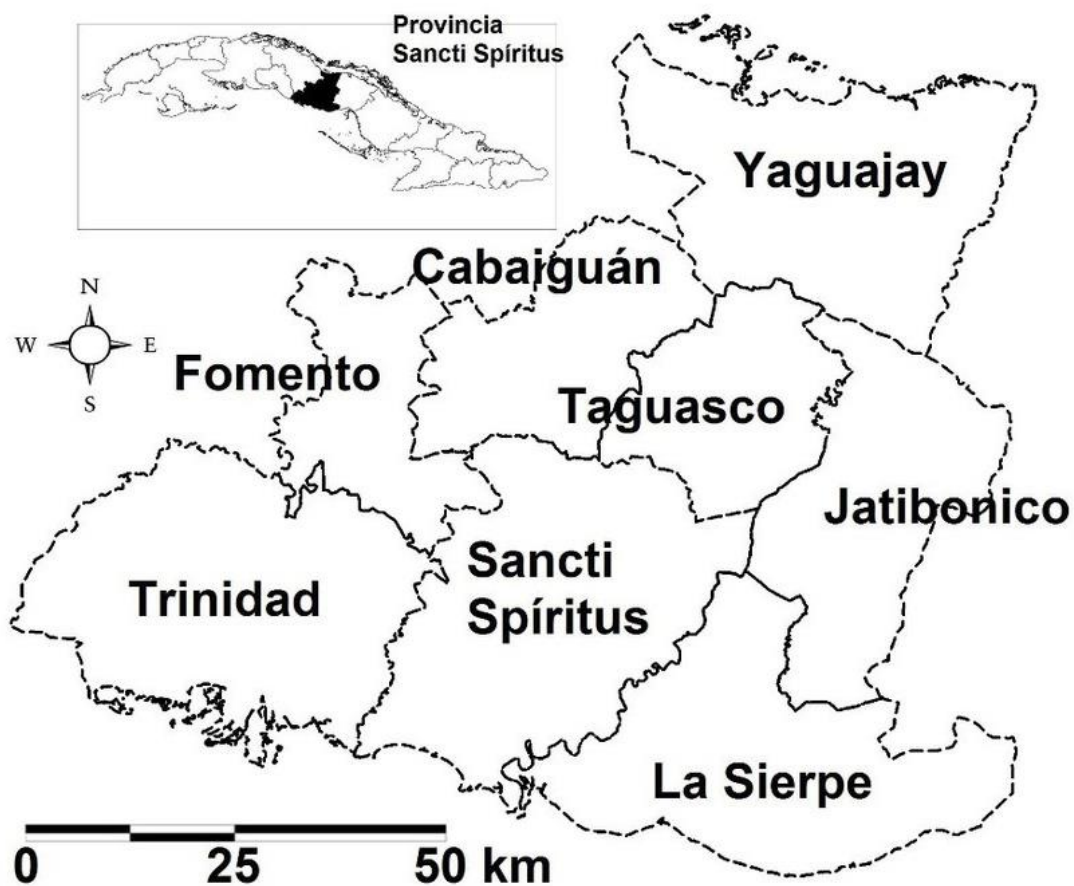 Provincia
Sancti Spíritus
Yaguajay
Cabaiguán
N
W E
S
Fomento
Taguasco
Jatibonico
Sancti
Spíritus
Trinidad
La Sierpe
0 25 50 km